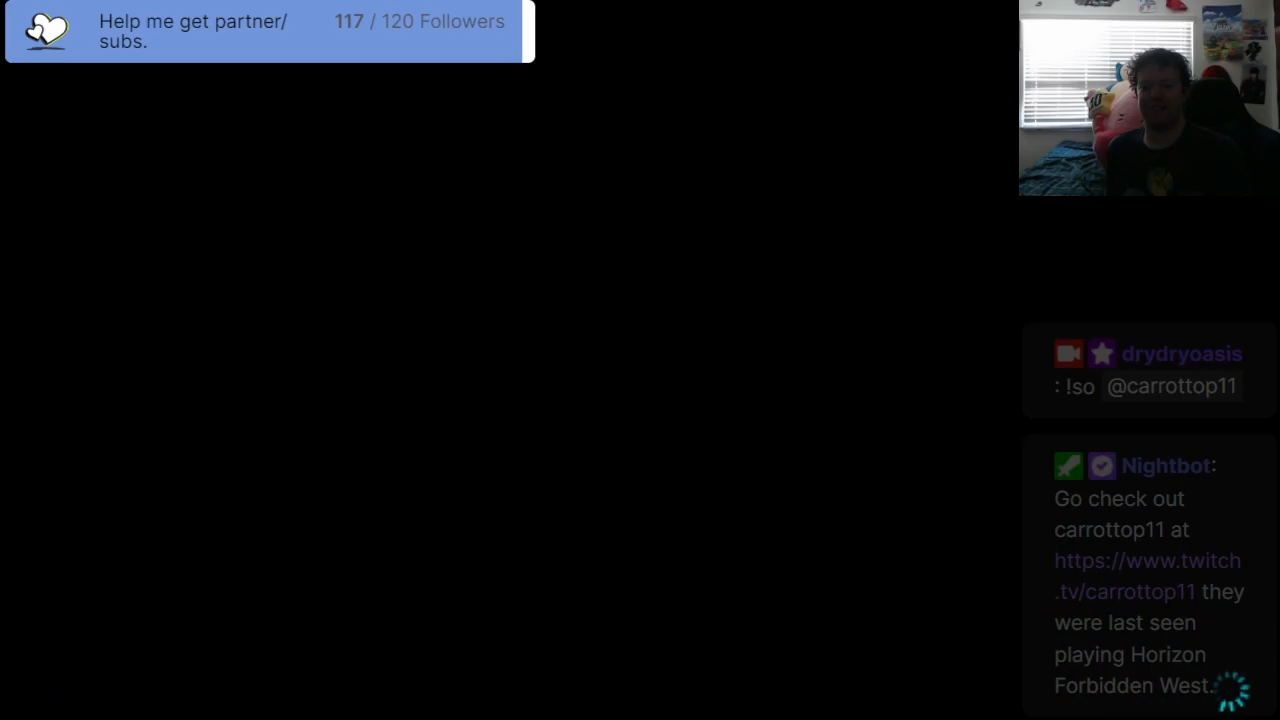 Help me get partner/
subs.
117 / 120 Followers
drydryoasis
: !so @carrottop11
Nightbot:
Go check out
carrottop11 at
https://www.twitch
.tv/carrottop11 they
were last seen
playing Horizon
Forbidden West.